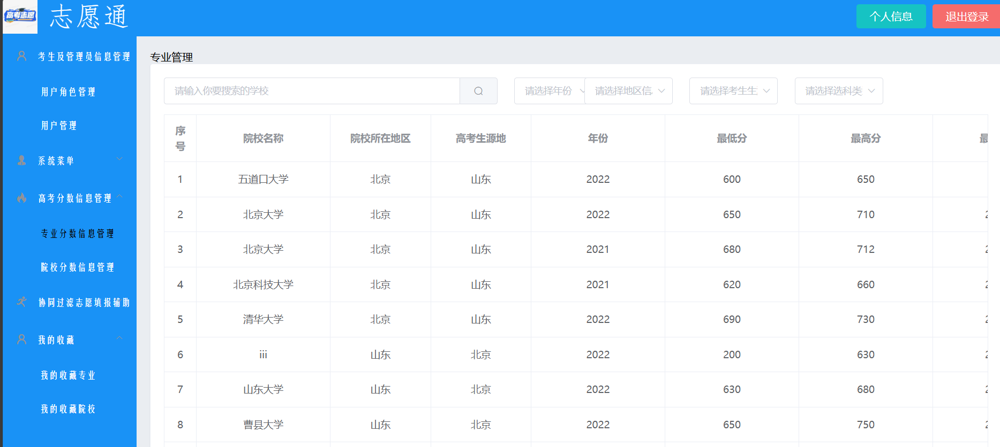 高考志愿
志愿通
个人信息
退出登录
考生及管理员信息管理
用户角色管理
用户管理
系统菜单
高考分数信息管理
专业分数信息管理
院校分数信息管理
协同过滤志愿填报辅助
我的收藏
我的收藏专业
我的收藏院校
专业管理
请输入你要搜索的学校 请选择年份 请选择地区信 请选择考生生 请选择选科类
序号 院校名称 院校所在地区 高考生源地 年份 最低分 最高分 最
1 五道口大学 北京 山东 2022 600 650
2 北京大学 北京 山东 2022 650 710
3 北京大学 北京 山东 2021 680 712
4 北京科技大学 北京 山东 2021 620 660
5 清华大学 北京 山东 2022 690 730
6 iii 山东 北京 2022 200 630
7 山东大学 山东 北京 2022 630 680
8 曹县大学 山东 北京 2022 650 750